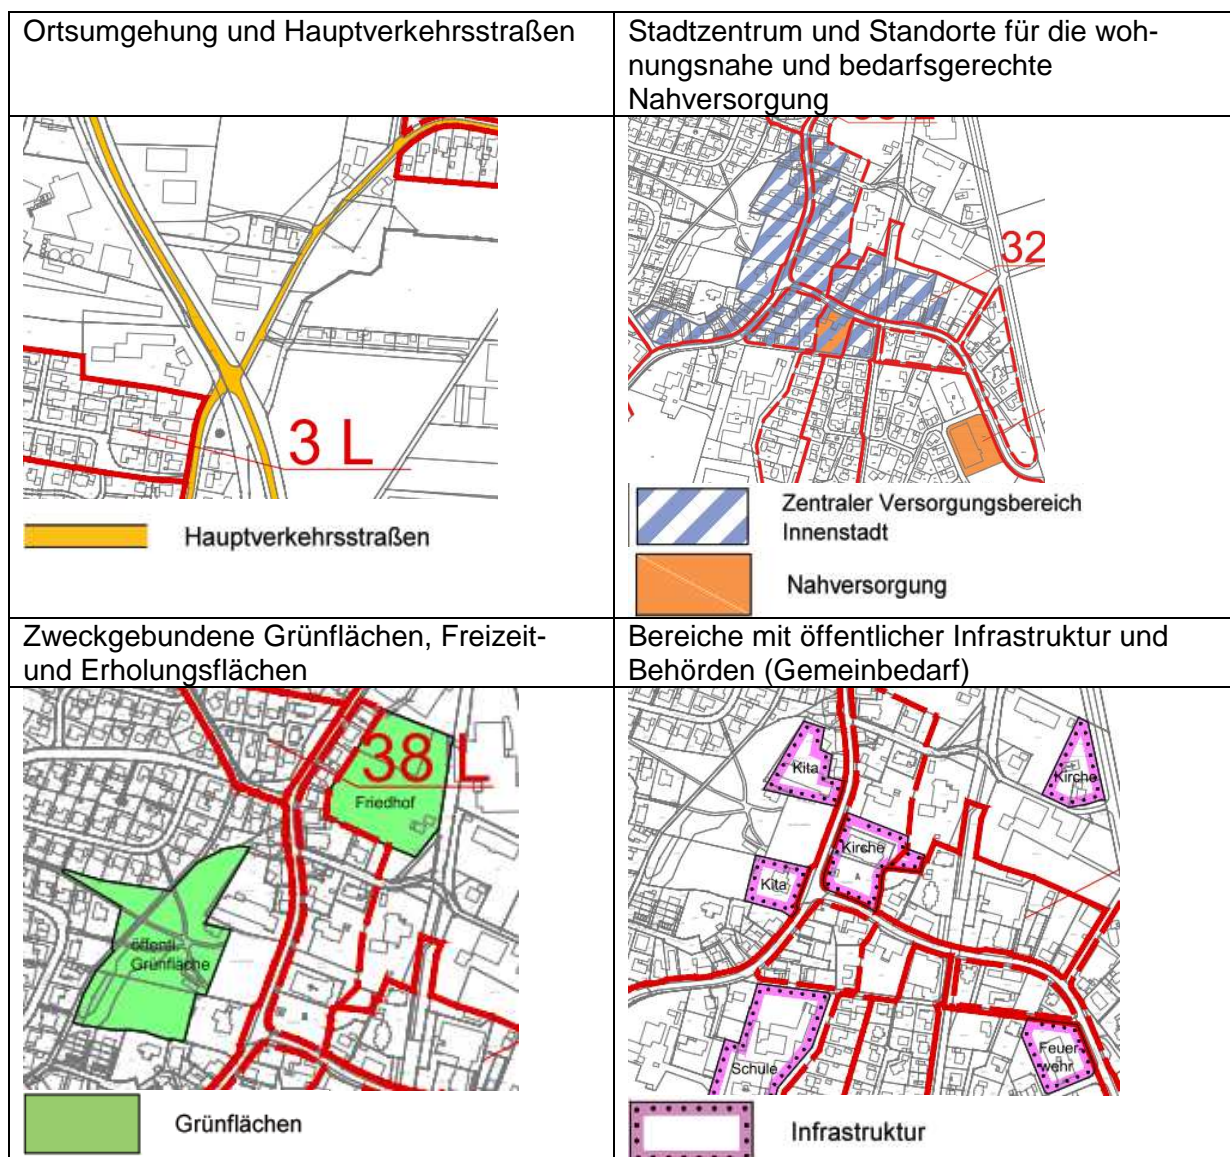 Ortsumgehung und Hauptverkehrsstraßen
Stadtzentrum und Standorte für die woh-
nungsnahe und bedarfsgerechte
Nahversorgung
3 L
Hauptverkehrsstraßen
32
Zentraler Versorgungsbereich
Innenstadt
Nahversorgung
Zweckgebundene Grünflächen, Freizeit-
und Erholungsflächen
Bereiche mit öffentlicher Infrastruktur und
Behörden (Gemeinbedarf)
38 L
Friedhof
öffentl.
Grünfläche
Grünflächen
Kita
Kirche
Kirche
Kita
Schule
Feuer-
wehr
Infrastruktur